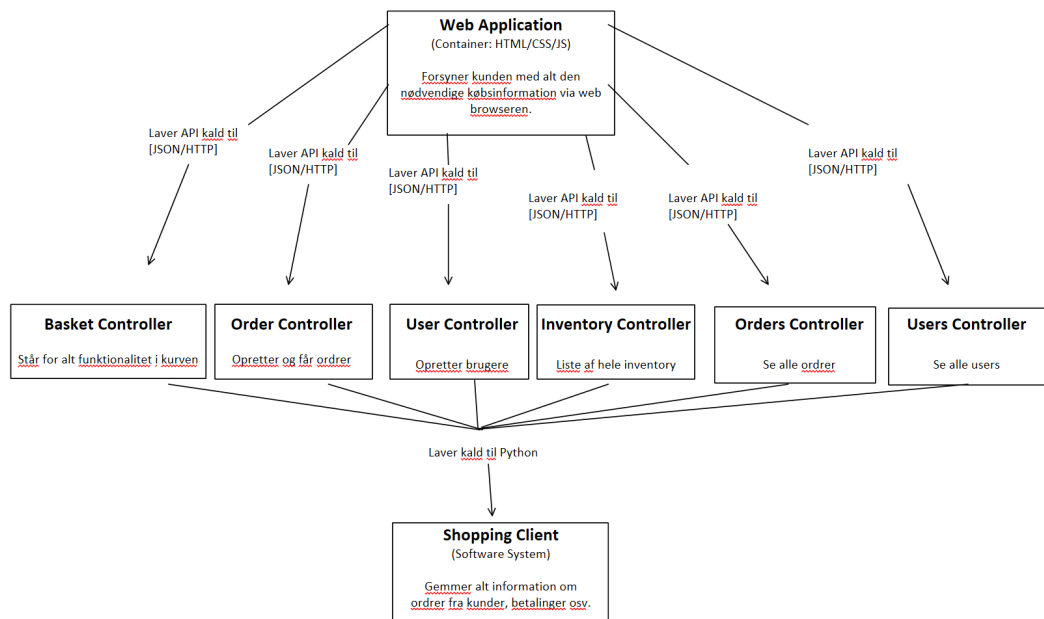 Web Application
(Container: HTML/CSS/JS)
Forsyner kunden med alt den
nødvendige købsinformation via web
browseren.
Laver API kald til
[JSON/HTTP]
Laver API kald til
[JSON/HTTP]
Laver API kald til
[JSON/HTTP]
Laver API kald til
[JSON/HTTP]
Laver API kald til
[JSON/HTTP]
Laver API kald til
[JSON/HTTP]
Basket Controller
Står for alt funktionalitet i kurven
Order Controller
Opretter og får ordrer
User Controller
Opretter brugere
Inventory Controller
Liste af hele inventory
Orders Controller
Se alle ordrer
Users Controller
Se alle users
Laver kald til Python
Shopping Client
(Software System)
Gemmer alt information om
ordrer fra kunder, betalinger osv.